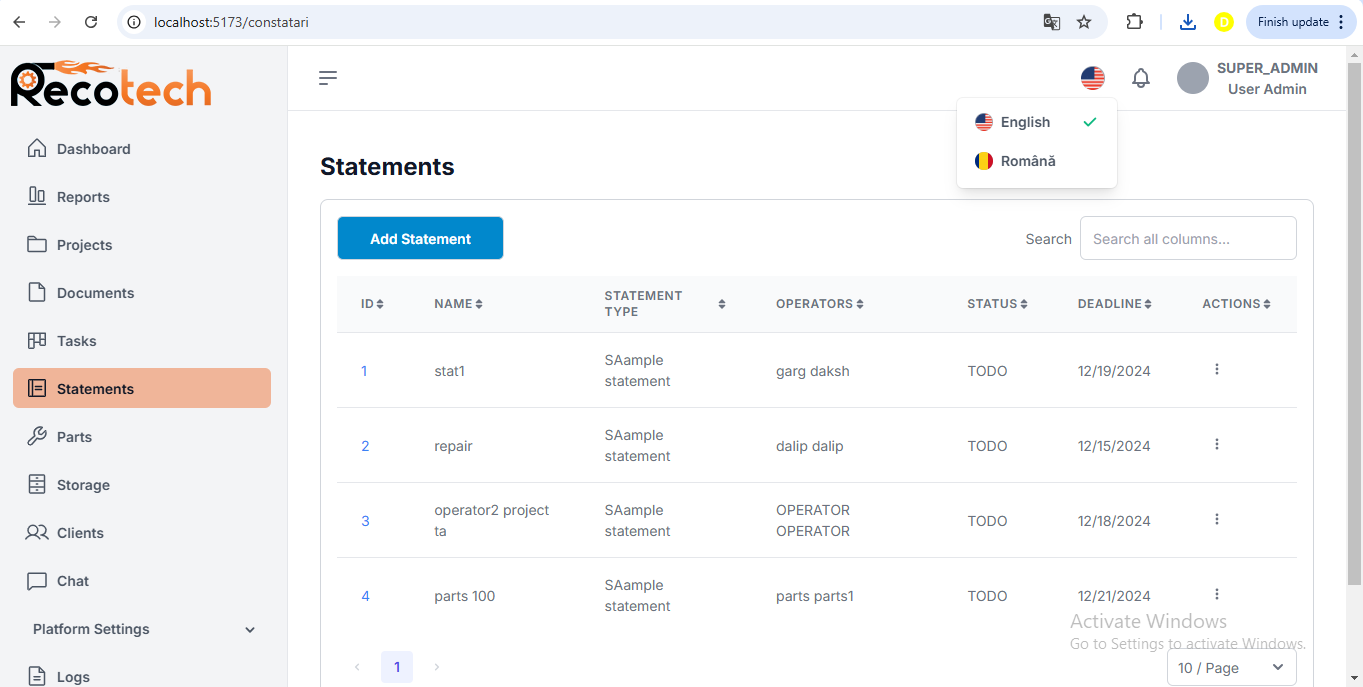 localhost:5173/constatari
D
Finish update
Recotech
SUPER_ADMIN
User Admin
English
Română
Dashboard
Reports
Projects
Documents
Tasks
Statements
Parts
Storage
Clients
Chat
Platform Settings
Logs
Statements
Add Statement
Search
Search all columns...
ID NAME STATEMENT TYPE OPERATORS STATUS DEADLINE ACTIONS
1 stat1 SAample statement garg daksh TODO 12/19/2024
2 repair SAample statement dalip dalip TODO 12/15/2024
3 operator2 project ta SAample statement OPERATOR OPERATOR TODO 12/18/2024
4 parts 100 SAample statement parts parts1 TODO 12/21/2024
Activate Windows
Go to Settings to activate Windows.
1
10 / Page